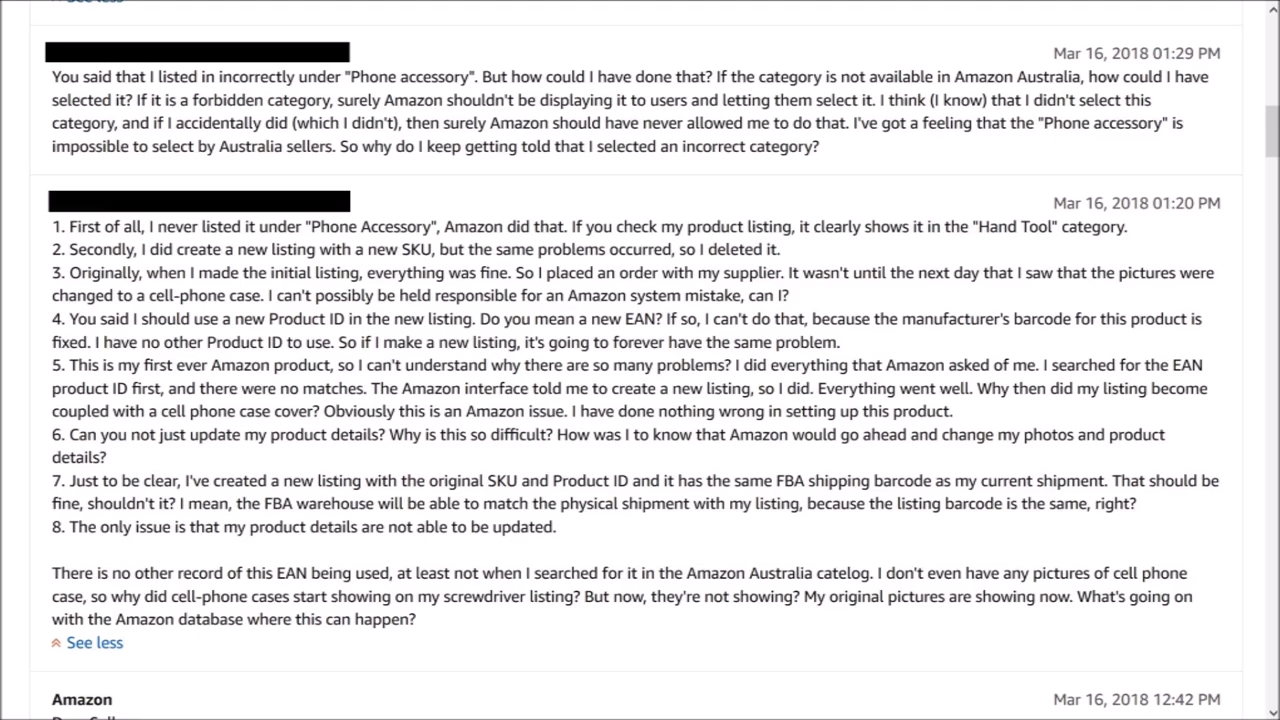 See less
Mar 16, 2018 01:29 PM
You said that I listed in incorrectly under "Phone accessory". But how could I have done that? If the category is not available in Amazon Australia, how could I have
selected it? If it is a forbidden category, surely Amazon shouldn't be displaying it to users and letting them select it. I think (I know) that I didn't select this
category, and if I accidentally did (which I didn't), then surely Amazon should have never allowed me to do that. I've got a feeling that the "Phone accessory" is
impossible to select by Australia sellers. So why do I keep getting told that I selected an incorrect category?
Mar 16, 2018 01:20 PM
1. First of all, I never listed it under "Phone Accessory", Amazon did that. If you check my product listing, it clearly shows it in the "Hand Tool" category.
2. Secondly, I did create a new listing with a new SKU, but the same problems occurred, so I deleted it.
3. Originally, when I made the initial listing, everything was fine. So I placed an order with my supplier. It wasn't until the next day that I saw that the pictures were
changed to a cell-phone case. I can't possibly be held responsible for an Amazon system mistake, can I?
4. You said I should use a new Product ID in the new listing. Do you mean a new EAN? If so, I can't do that, because the manufacturer's barcode for this product is
fixed. I have no other Product ID to use. So if I make a new listing, it's going to forever have the same problem.
5. This is my first ever Amazon product, so I can't understand why there are so many problems? I did everything that Amazon asked of me. I searched for the EAN
product ID first, and there were no matches. The Amazon interface told me to create a new listing, so I did. Everything went well. Why then did my listing become
coupled with a cell phone case cover? Obviously this is an Amazon issue. I have done nothing wrong in setting up this product.
6. Can you not just update my product details? Why is this so difficult? How was I to know that Amazon would go ahead and change my photos and product
details?
7. Just to be clear, I've created a new listing with the original SKU and Product ID and it has the same FBA shipping barcode as my current shipment. That should be
fine, shouldn't it? I mean, the FBA warehouse will be able to match the physical shipment with my listing, because the listing barcode is the same, right?
8. The only issue is that my product details are not able to be updated.
There is no other record of this EAN being used, at least not when I searched for it in the Amazon Australia catelog. I don't even have any pictures of cell phone
case, so why did cell-phone cases start showing on my screwdriver listing? But now, they're not showing? My original pictures are showing now. What's going on
with the Amazon database where this can happen?
See less
Amazon
Mar 16, 2018 12:42 PM